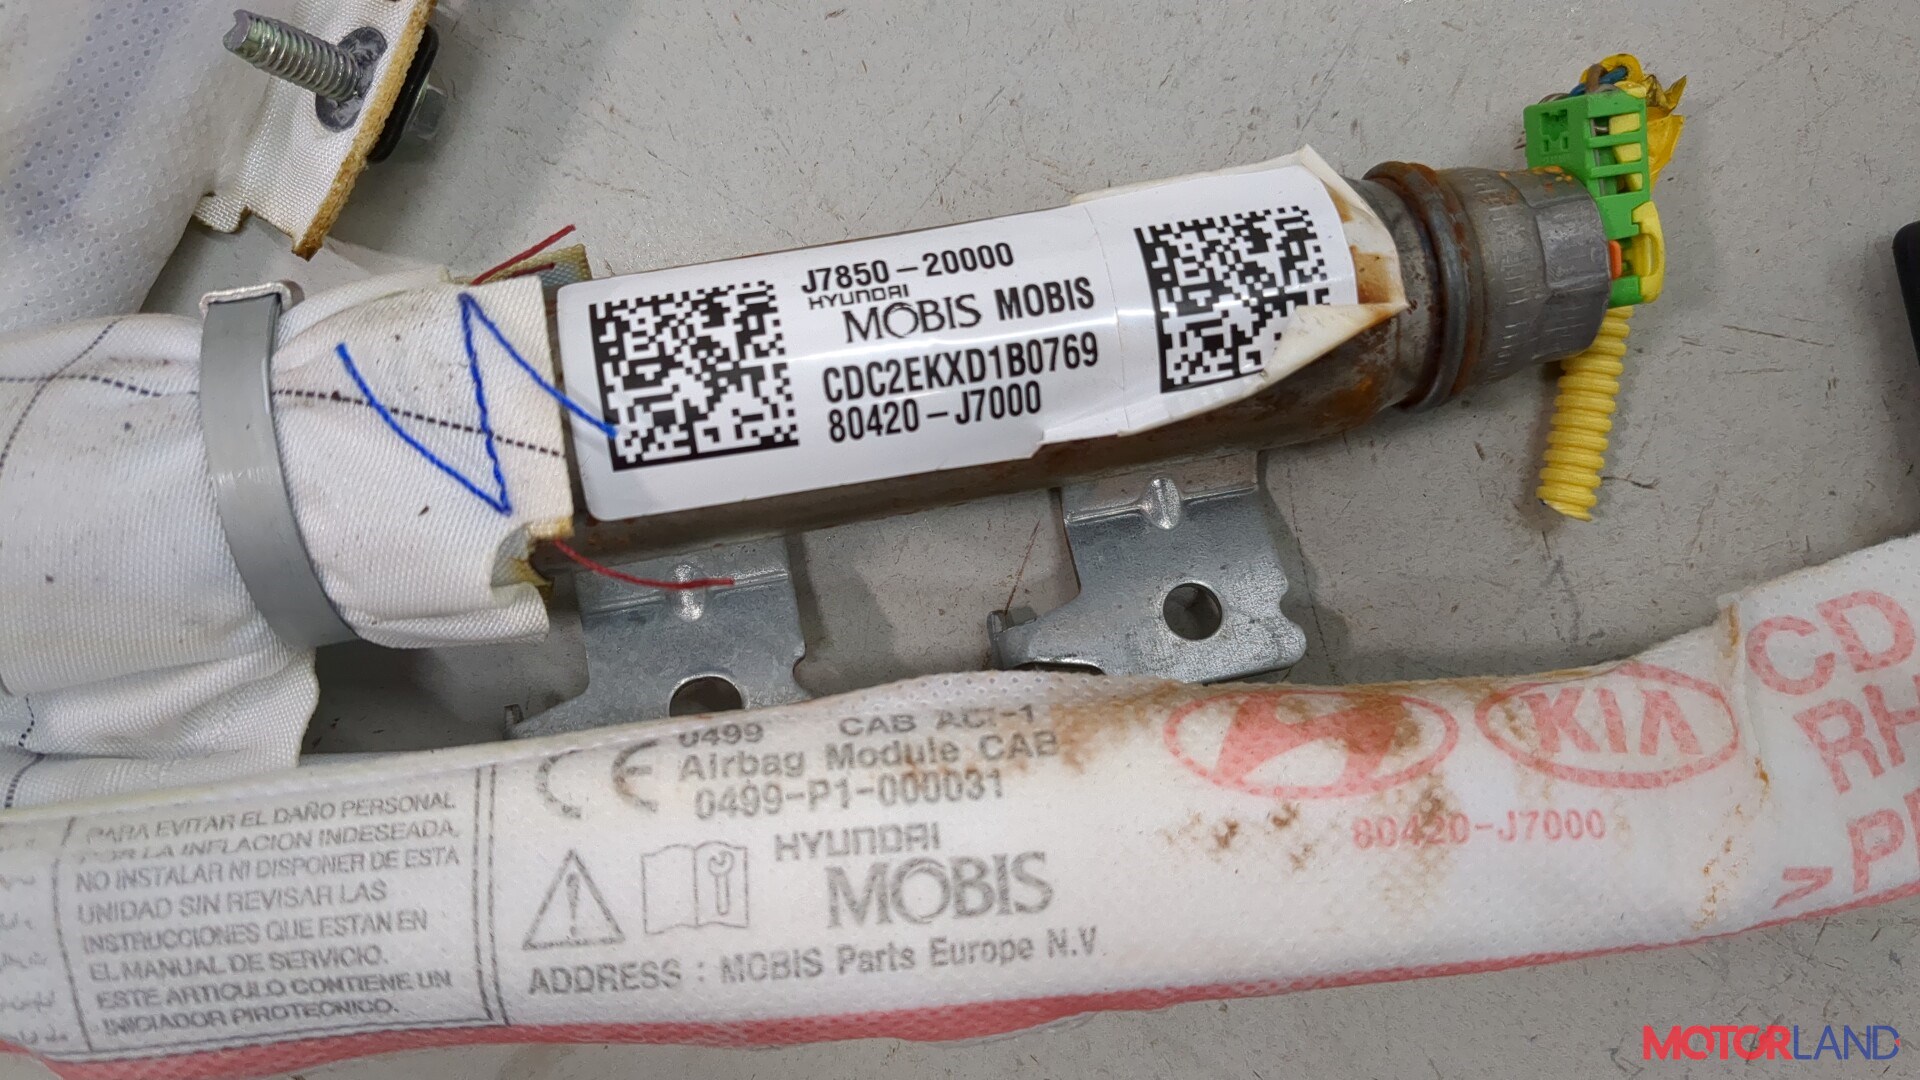 J7850-20000
HYUNDAI
MOBIS MOBIS
CDC2EKXD1B0769
80420-J7000
CE
0499 CAB ACI-1
Airbag Module CAB
0499-P1-000031
HYUNDAI
MOBIS
ADDRESS : MOBIS Parts Europe N.V.
PARA EVITAR EL DAÑO PERSONAL
POR LA INFLACION INDESEADA,
NO INSTALAR NI DISPONER DE ESTA
UNIDAD SIN REVISAR LAS
INSTRUCCIONES QUE ESTAN EN
EL MANUAL DE SERVICIO.
ESTE ARTICULO CONTIENE UN
INICIADOR PIROTECNICO.
KIA
80420-J7000
CD
RH
>P
MOTORLAND